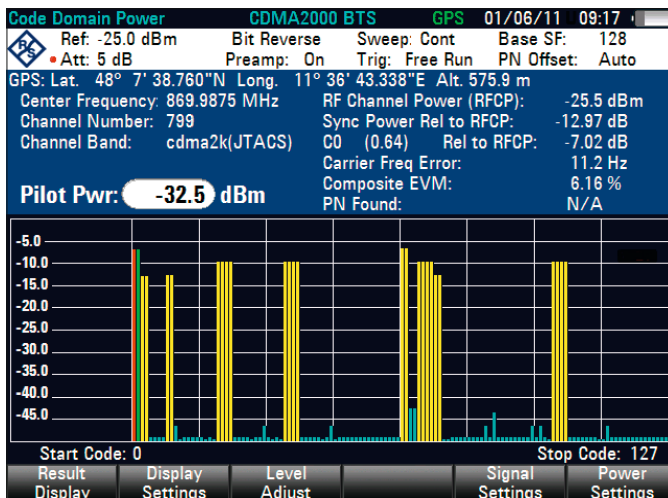 Code Domain Power CDMA2000 BTS GPS 01/06/11 09:17
R&S Ref: -25.0 dBm Bit Reverse Sweep: Cont Base SF: 128
Att: 5 dB Preamp: On Trig: Free Run PN Offset: Auto
GPS: Lat. 48° 7' 38.760"N Long. 11° 36' 43.338"E Alt. 575.9 m
Center Frequency: 869.9875 MHz RF Channel Power (RFCP): -25.5 dBm
Channel Number: 799 Sync Power Rel to RFCP: -12.97 dB
Channel Band: cdma2k(JTACS) C0 (0.64) Rel to RFCP: -7.02 dB
Carrier Freq Error: 11.2 Hz
Pilot Pwr: -32.5 dBm Composite EVM: 6.16 %
PN Found: N/A
-5.0
-10.0
-15.0
-20.0
-25.0
-30.0
-35.0
-40.0
-45.0
Start Code: 0 Stop Code: 127
Result Display Level Signal Power
Display Settings Adjust Settings Settings